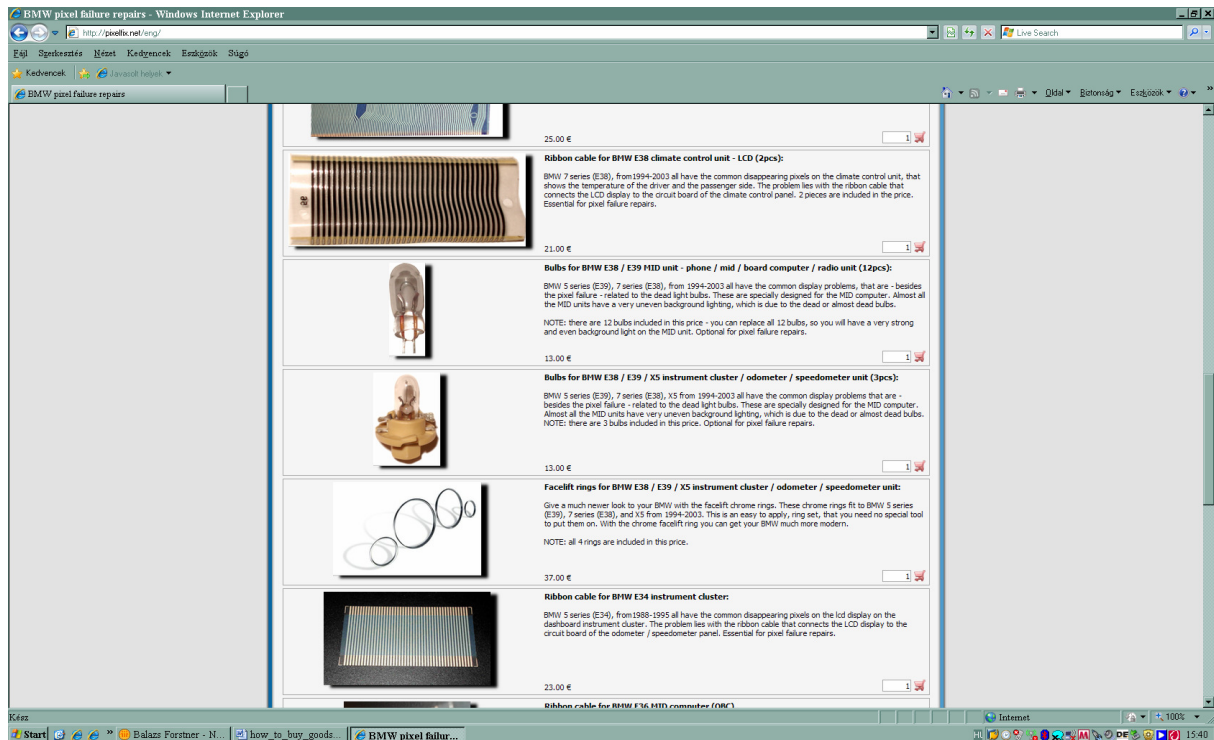 BMW pixel failure repairs - Windows Internet Explorer
http://pixelfix.net/eng/
Live Search
Fájl Szerkesztés Nézet Kedvencek Eszközök Súgó
Kedvencek Javasolt helyek
BMW pixel failure repairs
Oldal Biztonság Eszközök
25.00 €
1
Ribbon cable for BMW E38 climate control unit - LCD (2pcs):
BMW 7 series (E38), from1994-2003 all have the common disappearing pixels on the climate control unit, that
shows the temperature of the driver and the passenger side. The problem lies with the ribbon cable that
connects the LCD display to the circuit board of the climate control panel. 2 pieces are included in the price.
Essential for pixel failure repairs.
21.00 €
1
Bulbs for BMW E38 / E39 MID unit - phone / mid / board computer / radio unit (12pcs):
BMW 5 series (E39), 7 series (E38), from 1994-2003 all have the common display problems, that are - besides
the pixel failure - related to the dead light bulbs. These are specially designed for the MID computer. Almost all
the MID units have a very uneven background lighting, which is due to the dead or almost dead bulbs.
NOTE: there are 12 bulbs included in this price - you can replace all 12 bulbs, so you will have a very strong
and even background light on the MID unit. Optional for pixel failure repairs.
13.00 €
1
Bulbs for BMW E38 / E39 / X5 instrument cluster / odometer / speedometer unit (3pcs):
BMW 5 series (E39), 7 series (E38), X5 from 1994-2003 all have the common display problems that are -
besides the pixel failure - related to the dead light bulbs. These are specially designed for the MID computer.
Almost all the MID units have very uneven background lighting, which is due to the dead or almost dead bulbs.
NOTE: there are 3 bulbs included in this price. Optional for pixel failure repairs.
13.00 €
1
Facelift rings for BMW E38 / E39 / X5 instrument cluster / odometer / speedometer unit:
Give a much newer look to your BMW with the facelift chrome rings. These chrome rings fit to BMW 5 series
(E39), 7 series (E38), and X5 from 1994-2003. This is an easy to apply, ring set, that you need no special tool
to put them on. With the chrome facelift ring you can get your BMW much more modern.
NOTE: all 4 rings are included in this price.
37.00 €
1
Ribbon cable for BMW E34 instrument cluster:
BMW 5 series (E34), from1988-1995 all have the common disappearing pixels on the lcd display on the
dashboard instrument cluster. The problem lies with the ribbon cable that connects the LCD display to the
circuit board of the odometer / speedometer panel. Essential for pixel failure repairs.
23.00 €
1
Ribbon cable for BMW E36 MID computer (OBC)
Kész
Internet
100%
Start
Balazs Forstner - N...
how_to_buy_goods...
BMW pixel failur...
DE
15:40